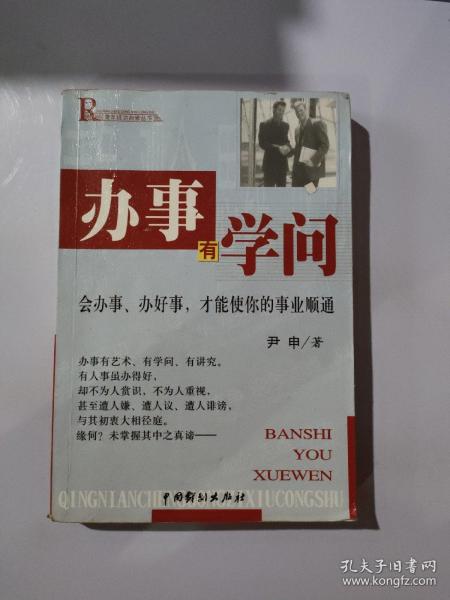 办事
有
学问
会办事、办好事，才能使你的事业顺通
尹 申/著
办事有艺术、有学问、有讲究。
有人事虽办得好，
却不为人赏识，不为人重视，
甚至遭人嫌、遭人议、遭人诽谤，
与其初衷大相径庭。
缘何？未掌握其中之真谛——
BANSHI
YOU
XUEWEN
中国戏剧出版社
孔夫子旧书网
www.kongfz.com